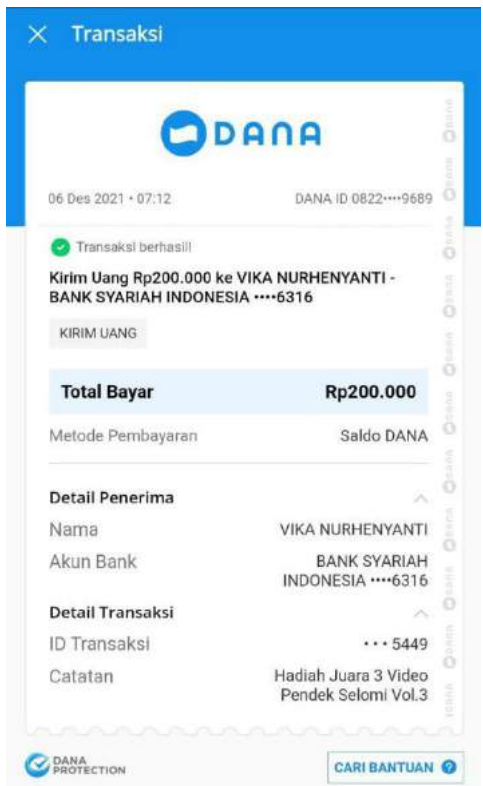 Transaksi
DANA
06 Des 2021 • 07:12
DANA ID 0822••••9689
Transaksi berhasil!
Kirim Uang Rp200.000 ke VIKA NURHENYANTI -
BANK SYARIAH INDONESIA ••••6316
KIRIM UANG
Total Bayar
Rp200.000
Metode Pembayaran
Saldo DANA
Detail Penerima
Nama
VIKA NURHENYANTI
Akun Bank
BANK SYARIAH
INDONESIA ••••6316
Detail Transaksi
ID Transaksi
••• 5449
Catatan
Hadiah Juara 3 Video
Pendek Selomi Vol.3
DANA
PROTECTION
CARI BANTUAN ?